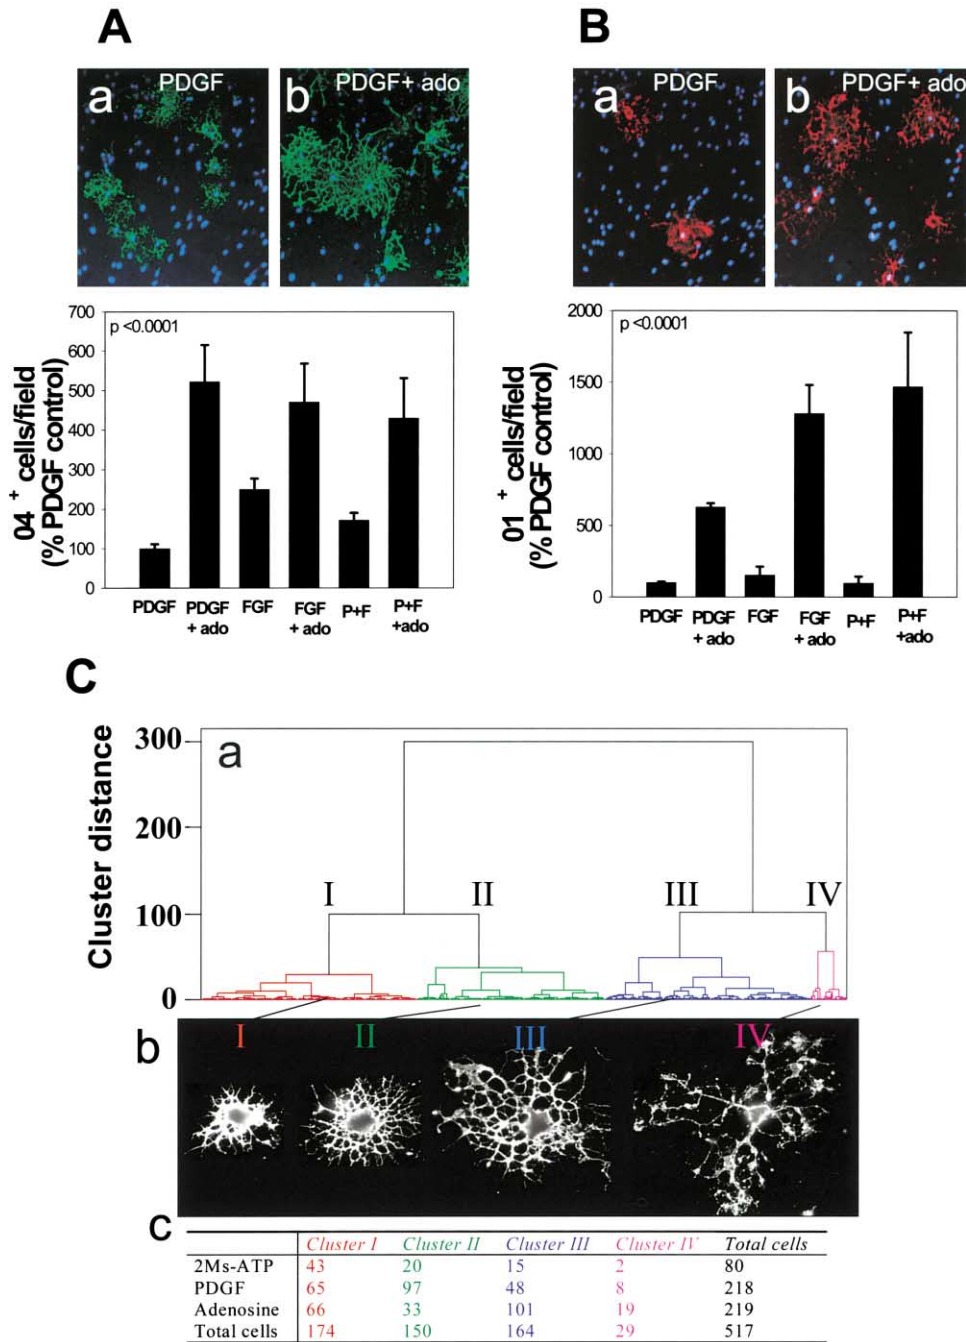 A
B
a
PDGF
b
PDGF+ ado
a
PDGF
b
PDGF+ ado
p <0.0001
04 + cells/field
(% PDGF control)
700
600
500
400
300
200
100
0
PDGF
PDGF + ado
FGF
FGF + ado
P+F
P+F +ado
p <0.0001
01 + cells/field
(% PDGF control)
2000
1500
1000
500
0
PDGF
PDGF + ado
FGF
FGF + ado
P+F
P+F +ado
C
a
Cluster distance
300
200
100
0
I
II
III
IV
b
I
II
III
IV
c
Cluster I Cluster II Cluster III Cluster IV Total cells
2Ms-ATP 43 20 15 2 80
PDGF 65 97 48 8 218
Adenosine 66 33 101 19 219
Total cells 174 150 164 29 517